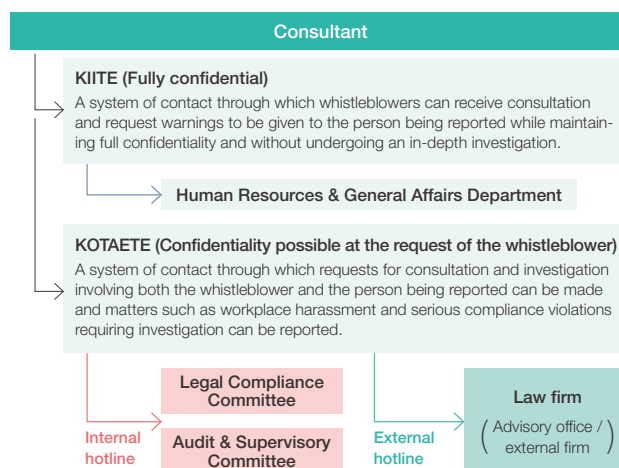 Consultant
KIITE (Fully confidential)
A system of contact through which whistleblowers can receive consultation
and request warnings to be given to the person being reported while maintain-
ing full confidentiality and without undergoing an in-depth investigation.
Human Resources & General Affairs Department
KOTAETE (Confidentiality possible at the request of the whistleblower)
A system of contact through which requests for consultation and investigation
involving both the whistleblower and the person being reported can be made
and matters such as workplace harassment and serious compliance violations
requiring investigation can be reported.
Internal
hotline
Legal Compliance
Committee
Audit & Supervisory
Committee
External
hotline
Law firm
(Advisory office /
external firm)